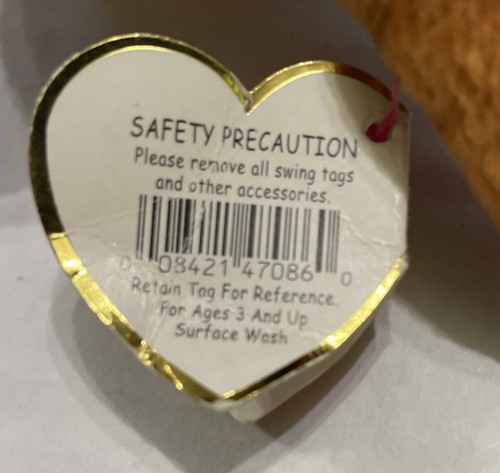 SAFETY PRECAUTION
Please remove all swing tags
and other accessories.
0 08421 47086 0
Retain Tag For Reference.
For Ages 3 And Up
Surface Wash